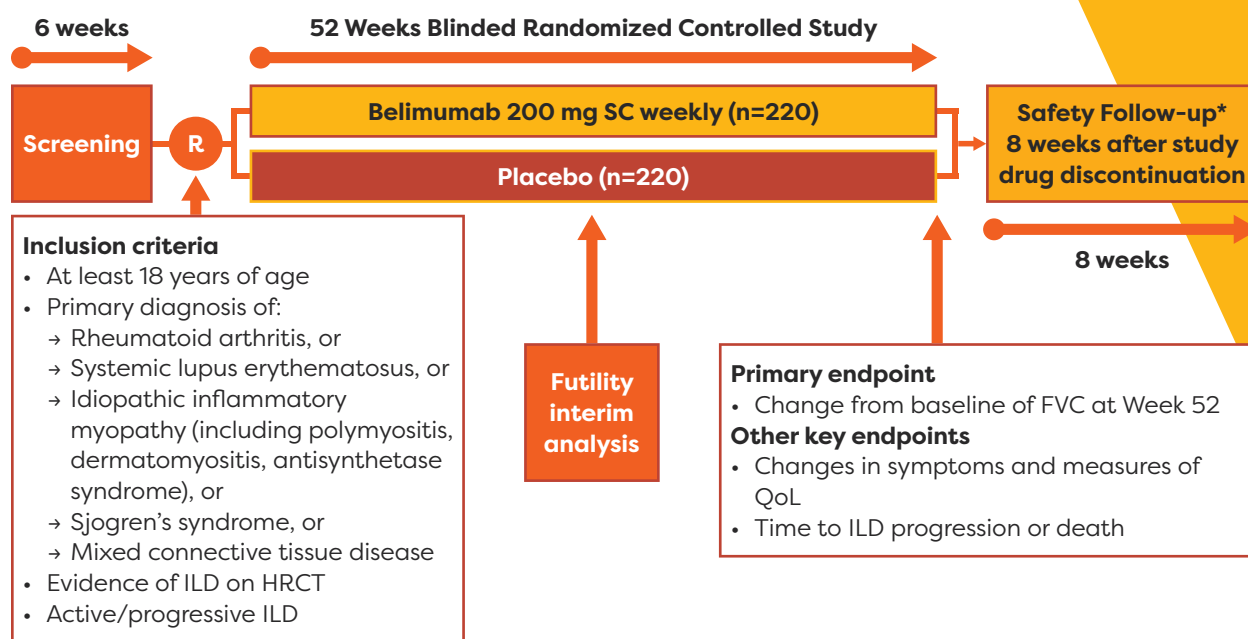 6 weeks
52 Weeks Blinded Randomized Controlled Study
Screening
R
Belimumab 200 mg SC weekly (n=220)
Placebo (n=220)
Safety Follow-up*
8 weeks after study
drug discontinuation
8 weeks
Inclusion criteria
• At least 18 years of age
• Primary diagnosis of:
→ Rheumatoid arthritis, or
→ Systemic lupus erythematosus, or
→ Idiopathic inflammatory
myopathy (including polymyositis,
dermatomyositis, antisynthetase
syndrome), or
→ Sjogren’s syndrome, or
→ Mixed connective tissue disease
• Evidence of ILD on HRCT
• Active/progressive ILD
Futility
interim
analysis
Primary endpoint
• Change from baseline of FVC at Week 52
Other key endpoints
• Changes in symptoms and measures of
QoL
• Time to ILD progression or death